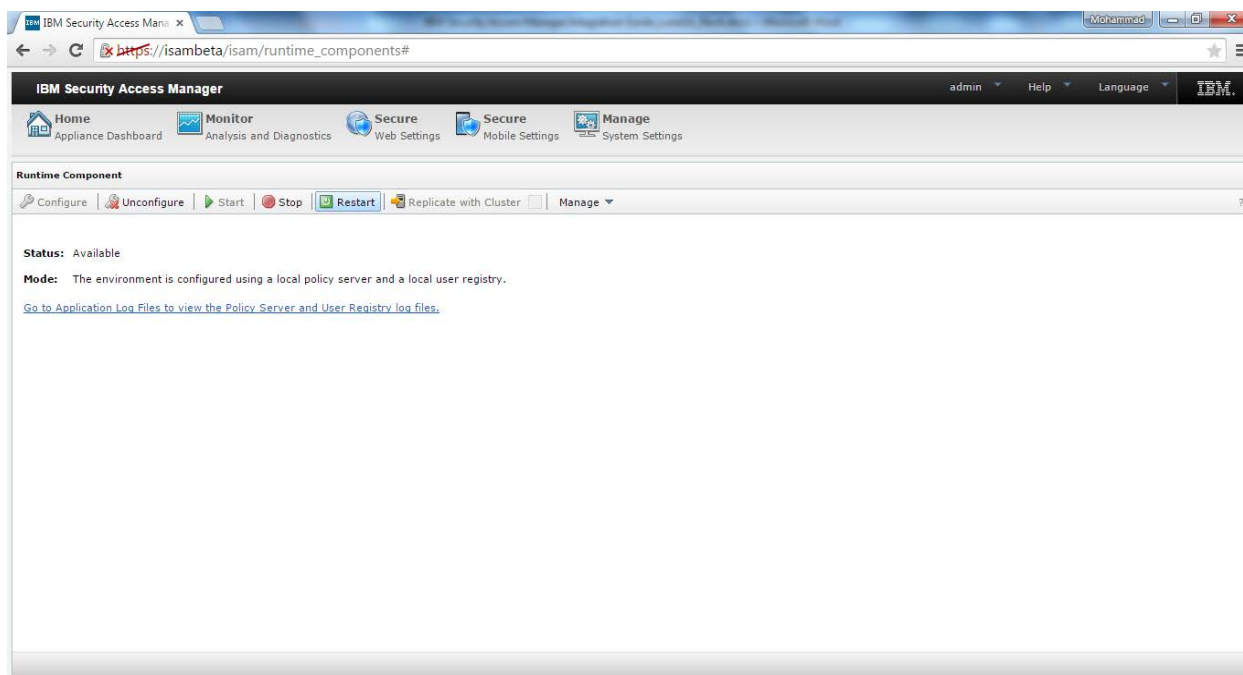 IBM Security Access Mana
Mohammad
https://isambeta/isam/runtime_components#
IBM Security Access Manager
admin Help Language IBM.
Home
Appliance Dashboard
Monitor
Analysis and Diagnostics
Secure
Web Settings
Secure
Mobile Settings
Manage
System Settings
Runtime Component
Configure Unconfigure Start Stop Restart Replicate with Cluster Manage
Status: Available
Mode: The environment is configured using a local policy server and a local user registry.
Go to Application Log Files to view the Policy Server and User Registry log files.